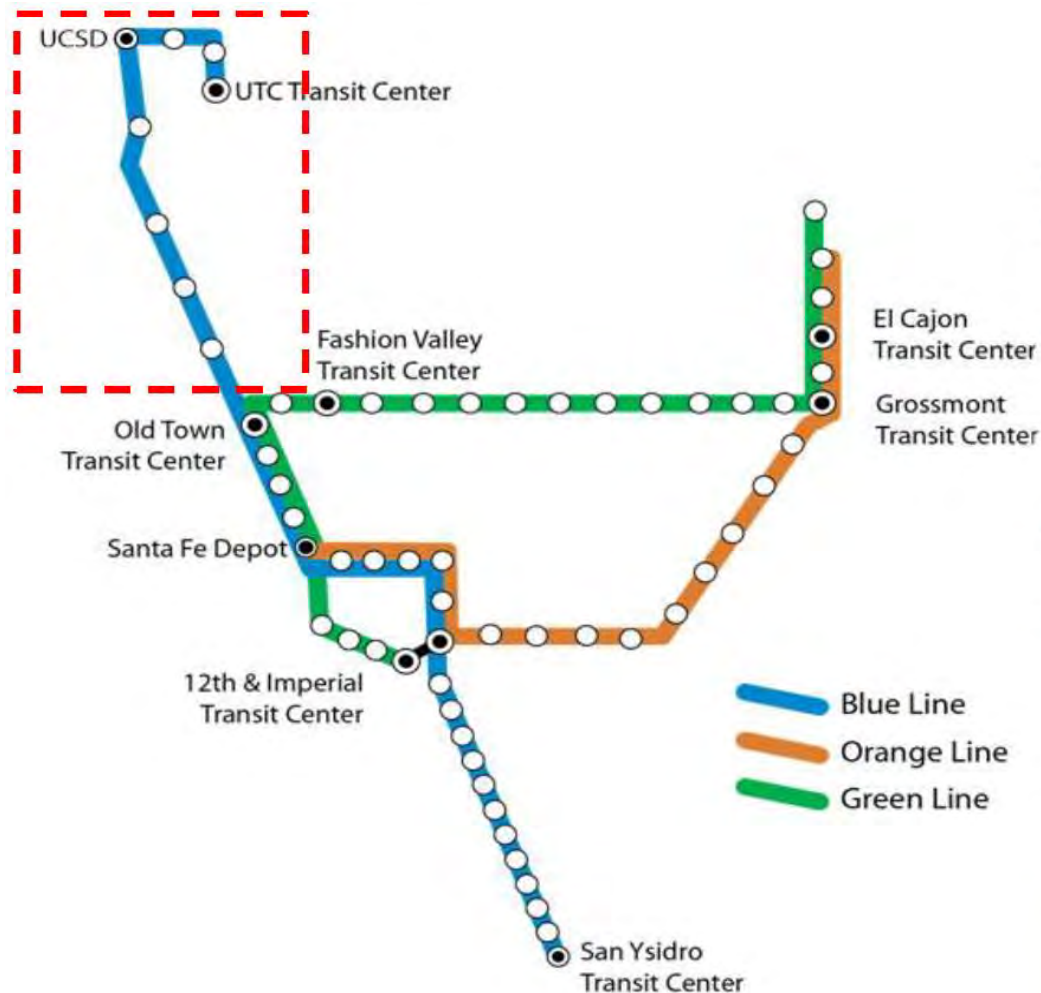 UCSD
UTC Transit Center
Fashion Valley
Transit Center
El Cajon
Transit Center
Grossmont
Transit Center
Old Town
Transit Center
Santa Fe Depot
12th & Imperial
Transit Center
Blue Line
Orange Line
Green Line
San Ysidro
Transit Center